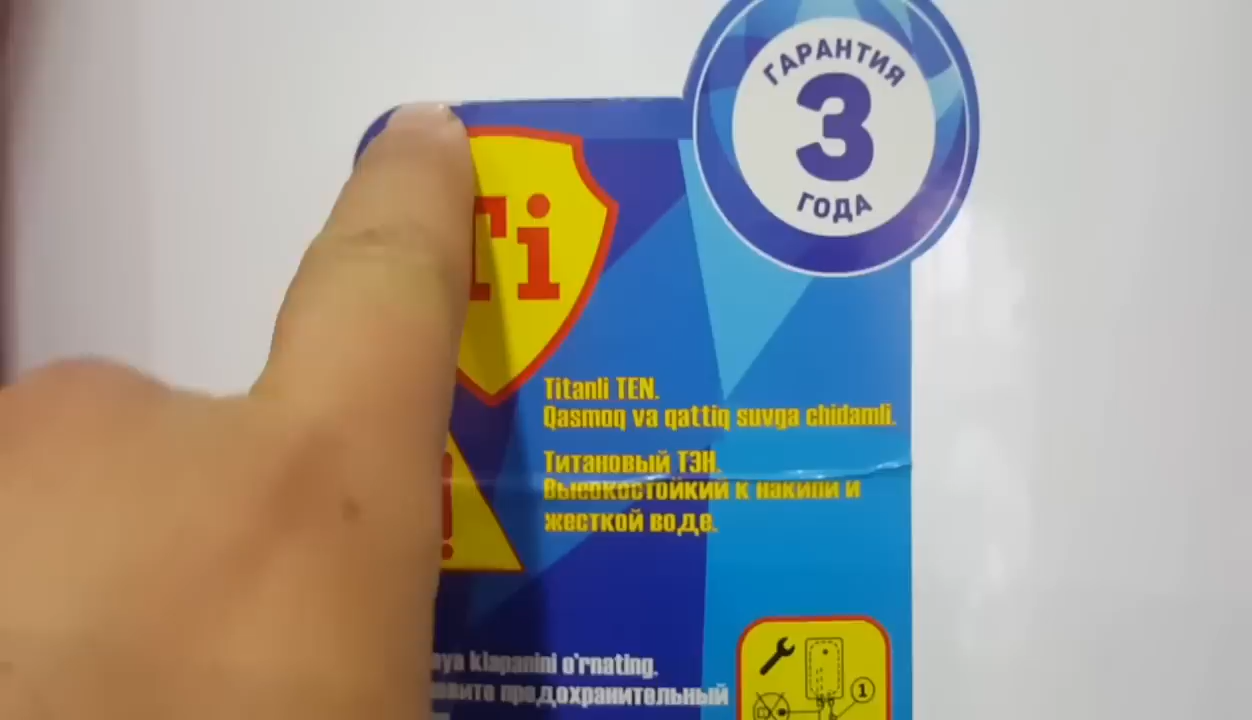 ГАРАНТИЯ
3
ГОДА
Ti
Titanli TEN.
Qasmoq va qattiq suvga chidamli.
Титановый ТЭН.
Высокостойкий к накипи и
жесткой воде.
!
klapanini o'rnating.
предохранительный
1